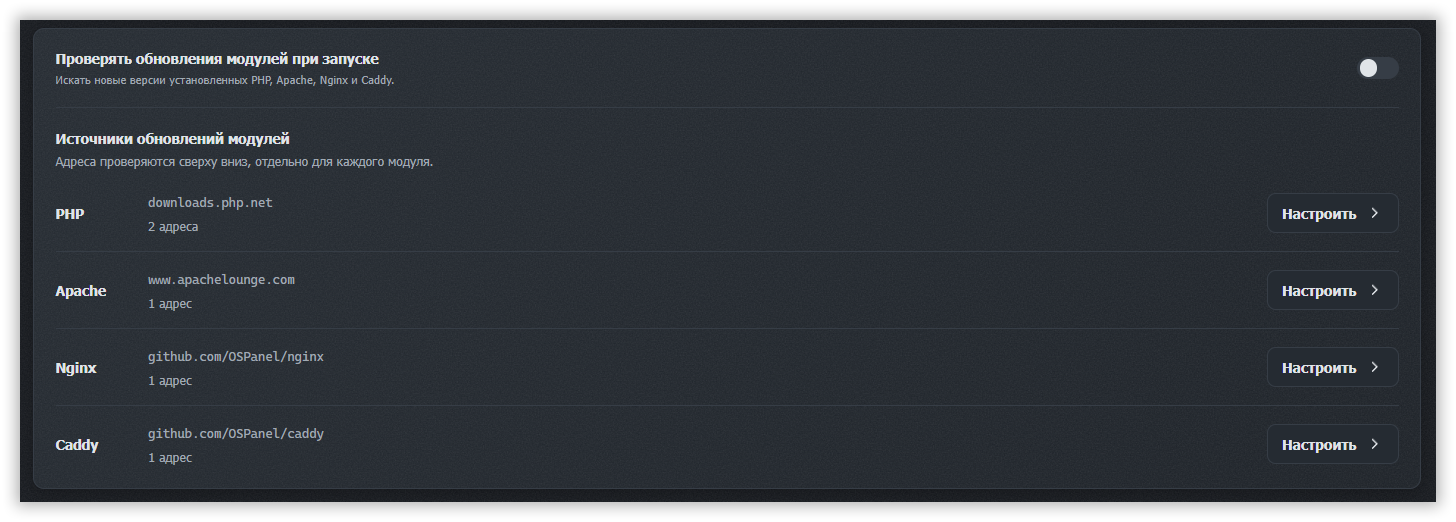 Проверять обновления модулей при запуске
Искать новые версии установленных PHP, Apache, Nginx и Caddy.
Источники обновлений модулей
Адреса проверяются сверху вниз, отдельно для каждого модуля.
PHP
downloads.php.net
2 адреса
Настроить
Apache
www.apachelounge.com
1 адрес
Настроить
Nginx
github.com/OSPanel/nginx
1 адрес
Настроить
Caddy
github.com/OSPanel/caddy
1 адрес
Настроить